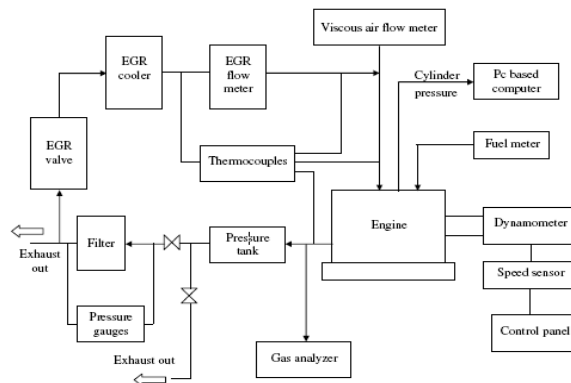 Viscous air flow meter
EGR
cooler
EGR
flow
meter
Cylinder
pressure
Pc based
computer
EGR
valve
Thermocouples
Fuel meter
Engine
Dynamometer
Exhaust
out
Filter
Pressure
tank
Speed sensor
Pressure
gauges
Control panel
Exhaust out
Gas analyzer